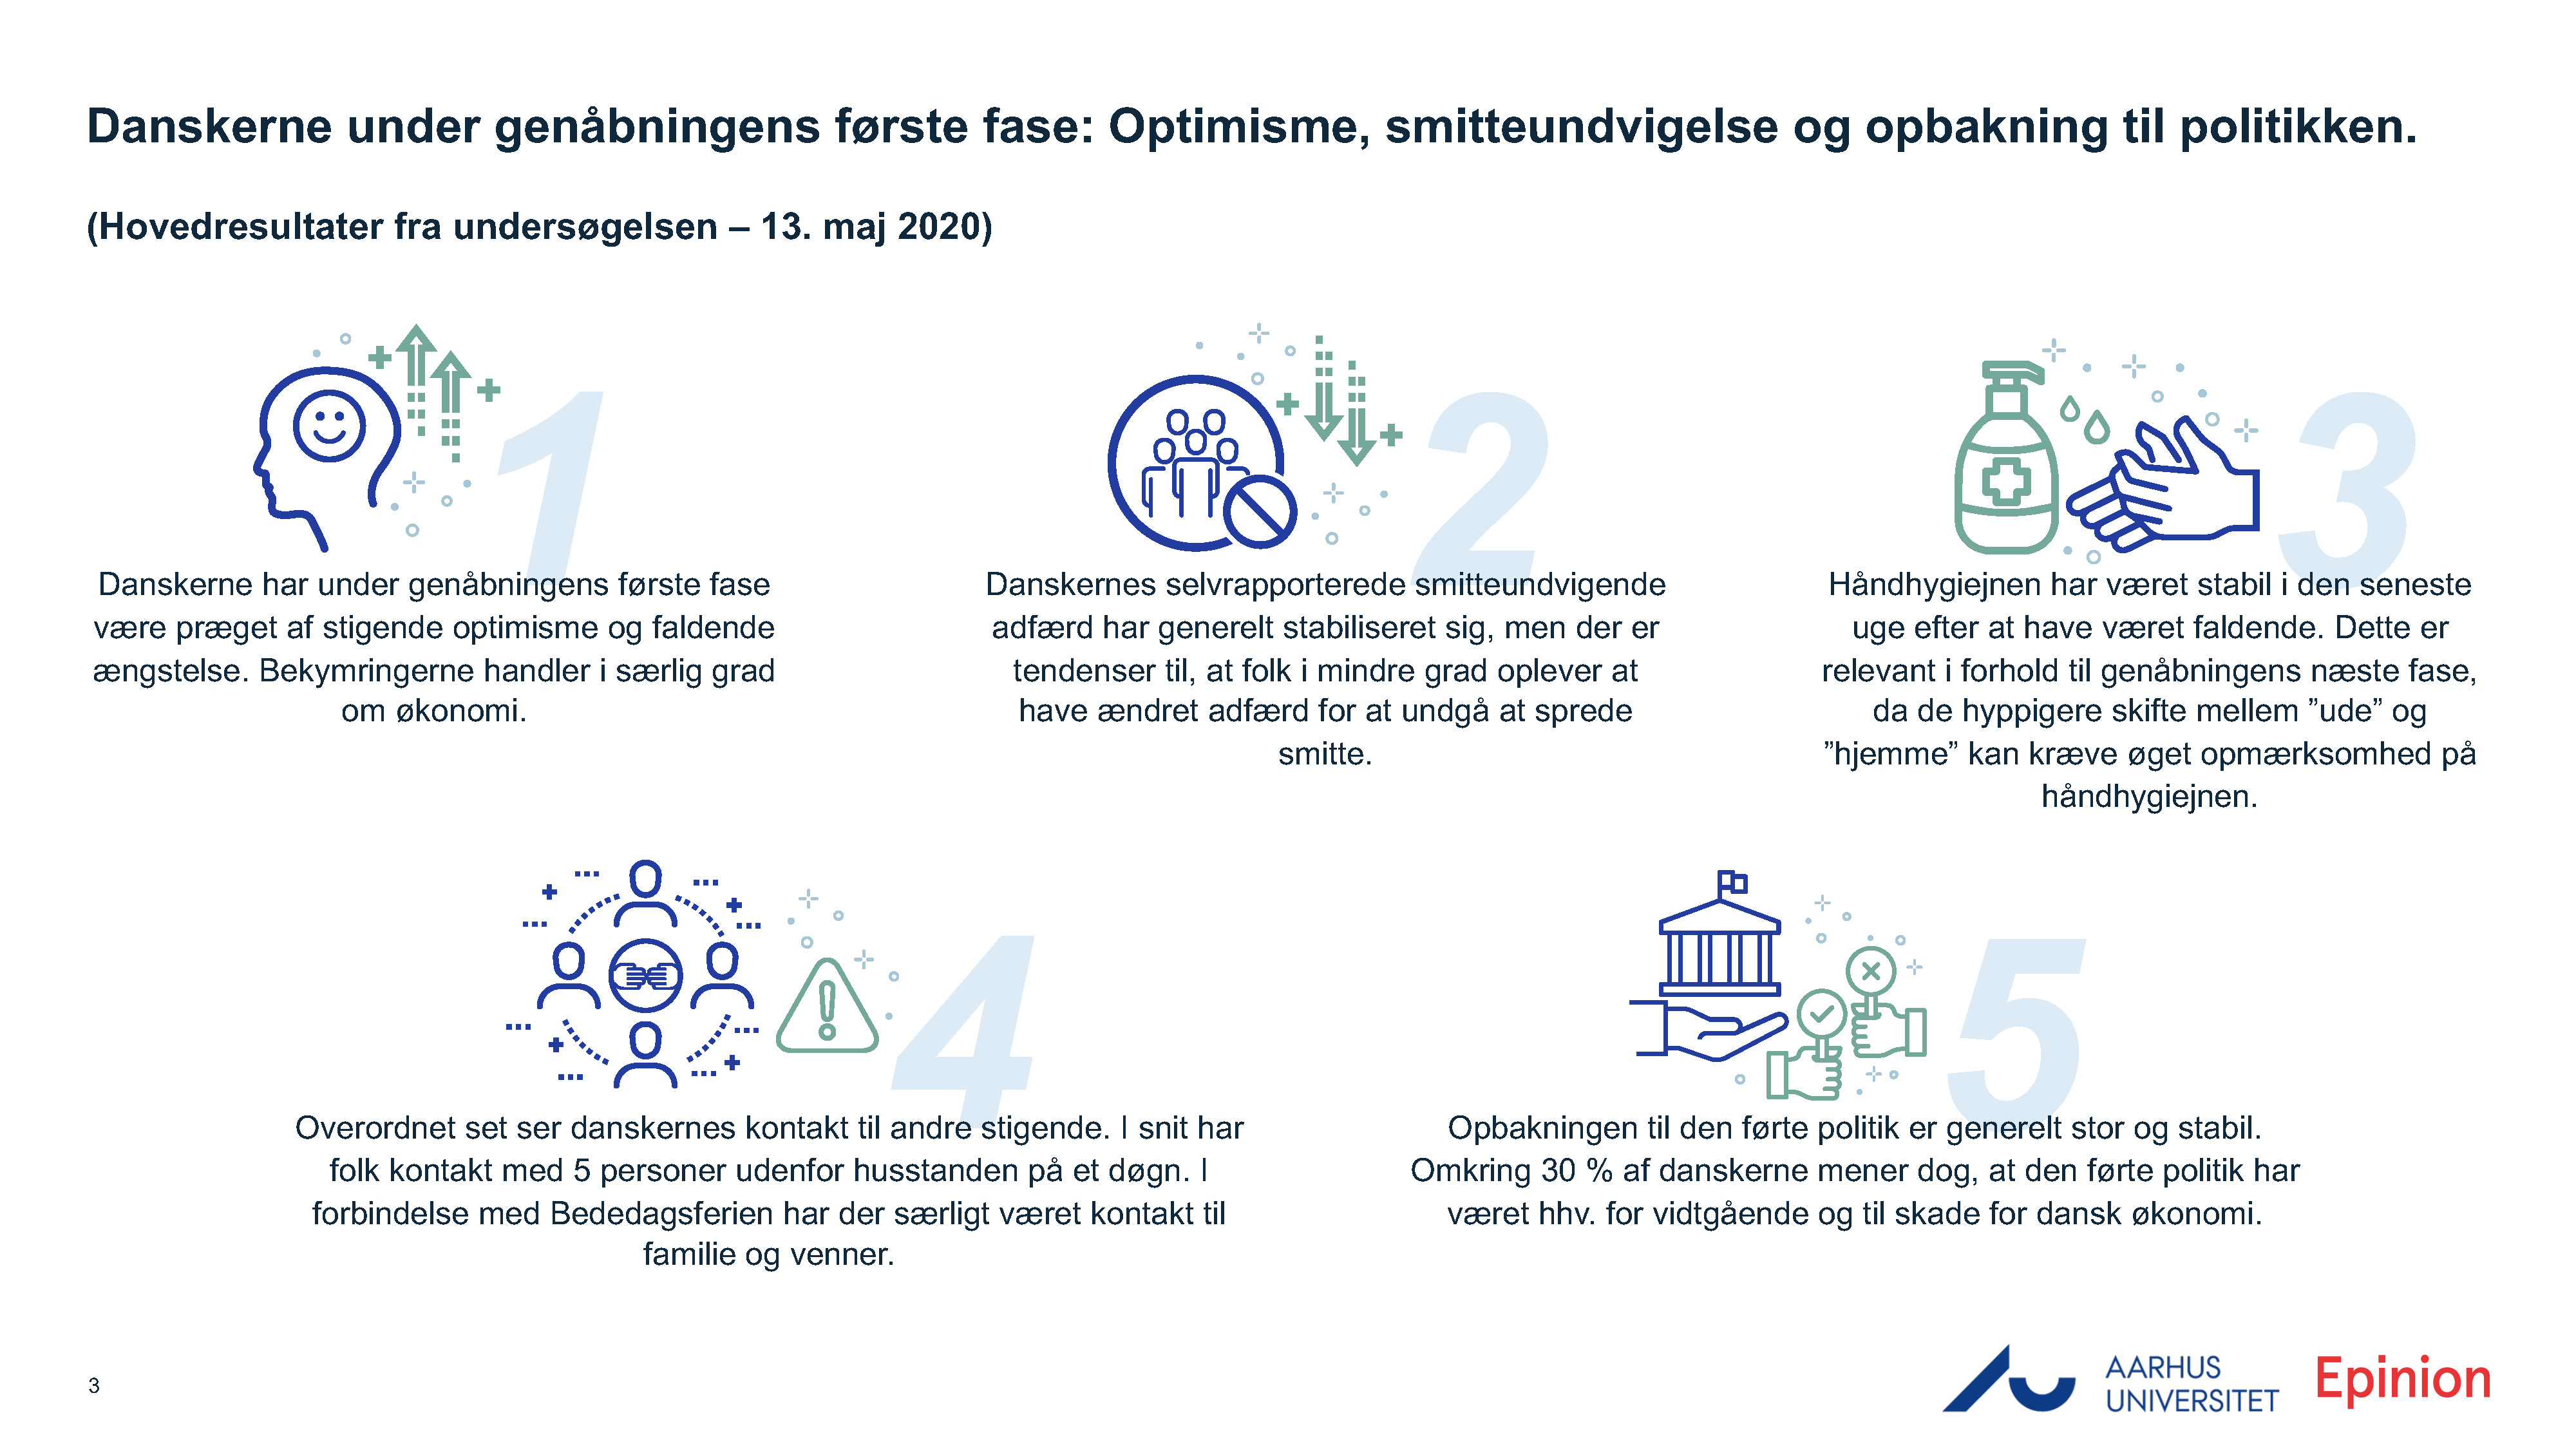 Danskerne under genåbningens første fase: Optimisme, smitteundvigelse og opbakning til politikken.
(Hovedresultater fra undersøgelsen – 13. maj 2020)
1
Danskerne har under genåbningens første fase
være præget af stigende optimisme og faldende
ængstelse. Bekymringerne handler i særlig grad
om økonomi.
2
Danskernes selvrapporterede smitteundvigende
adfærd har generelt stabiliseret sig, men der er
tendenser til, at folk i mindre grad oplever at
have ændret adfærd for at undgå at sprede
smitte.
3
Håndhygiejnen har været stabil i den seneste
uge efter at have været faldende. Dette er
relevant i forhold til genåbningens næste fase,
da de hyppigere skifte mellem ”ude” og
”hjemme” kan kræve øget opmærksomhed på
håndhygiejnen.
4
Overordnet set ser danskernes kontakt til andre stigende. I snit har
folk kontakt med 5 personer udenfor husstanden på et døgn. I
forbindelse med Bededagsferien har der særligt været kontakt til
familie og venner.
5
Opbakningen til den førte politik er generelt stor og stabil.
Omkring 30 % af danskerne mener dog, at den førte politik har
været hhv. for vidtgående og til skade for dansk økonomi.
3
AARHUS
UNIVERSITET
Epinion